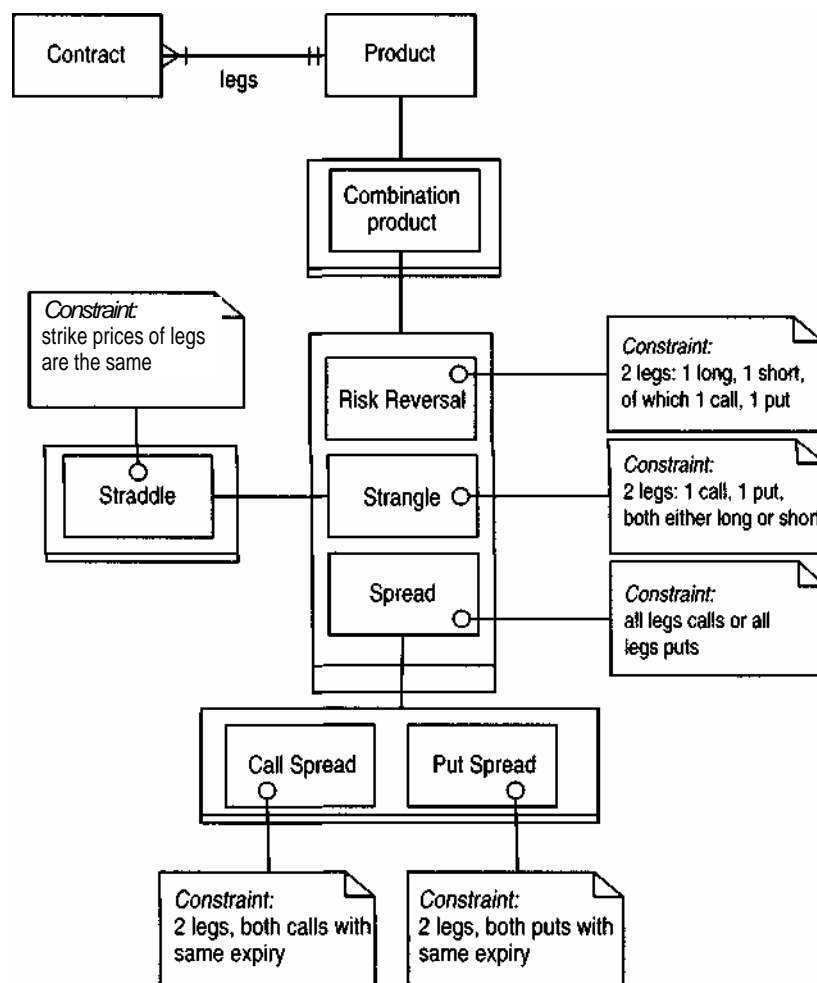 Contract
legs
Product
Combination
product
Constraint:
strike prices of legs
are the same
Risk Reversal
Constraint:
2 legs: 1 long, 1 short,
of which 1 call, 1 put
Straddle
Strangle
Constraint:
2 legs: 1 call, 1 put,
both either long or short
Spread
Constraint:
all legs calls or all
legs puts
Call Spread
Put Spread
Constraint:
2 legs, both calls with
same expiry
Constraint:
2 legs, both puts with
same expiry